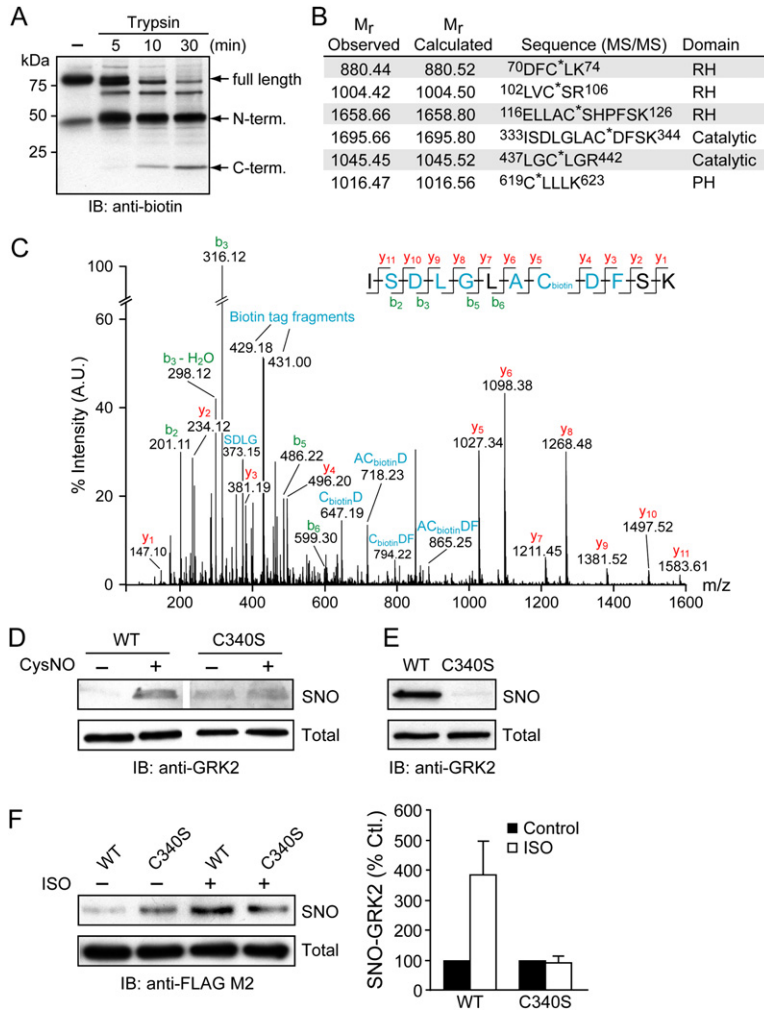 A
Trypsin
– 5 10 30 (min)
kDa
75
50
25
full length
N-term.
C-term.
IB: anti-biotin
B
Mr Observed Mr Calculated Sequence (MS/MS) Domain
880.44 880.52 70DFC*LK74 RH
1004.42 1004.50 102LVC*SR106 RH
1658.66 1658.80 116ELLAC*SHPFSK126 RH
1695.66 1695.80 333ISDLGLAC*DFSK344 Catalytic
1045.45 1045.52 437LGC*LGR442 Catalytic
1016.47 1016.56 619C*LLLK623 PH
C
% Intensity (A.U.)
100
60
40
20
0
200 400 600 800 1000 1200 1400 1600
m/z
y11 y10 y9 y8 y7 y6 y5 y4 y3 y2 y1
I S D L G L A Cbiotin D F S K
b2 b3 b5 b6
b3
316.12
Biotin tag fragments
429.18
431.00
b3 - H2O
298.12
y2
234.12
b2
201.11
SDLG
373.15
y3
381.19
b5
486.22
y4
496.20
b6
599.30
CbiotinD
647.19
ACbiotinD
718.23
CbiotinDF
794.22
ACbiotinDF
865.25
y1
147.10
y5
1027.34
y6
1098.38
y7
1211.45
y8
1268.48
y9
1381.52
y10
1497.52
y11
1583.61
D
WT C340S
CysNO – + – +
SNO
Total
IB: anti-GRK2
E
WT C340S
SNO
Total
IB: anti-GRK2
F
WT C340S WT C340S
ISO – – + +
SNO
Total
IB: anti-FLAG M2
SNO-GRK2 (% Ctl.)
600
500
400
300
200
100
0
Control
ISO
WT C340S